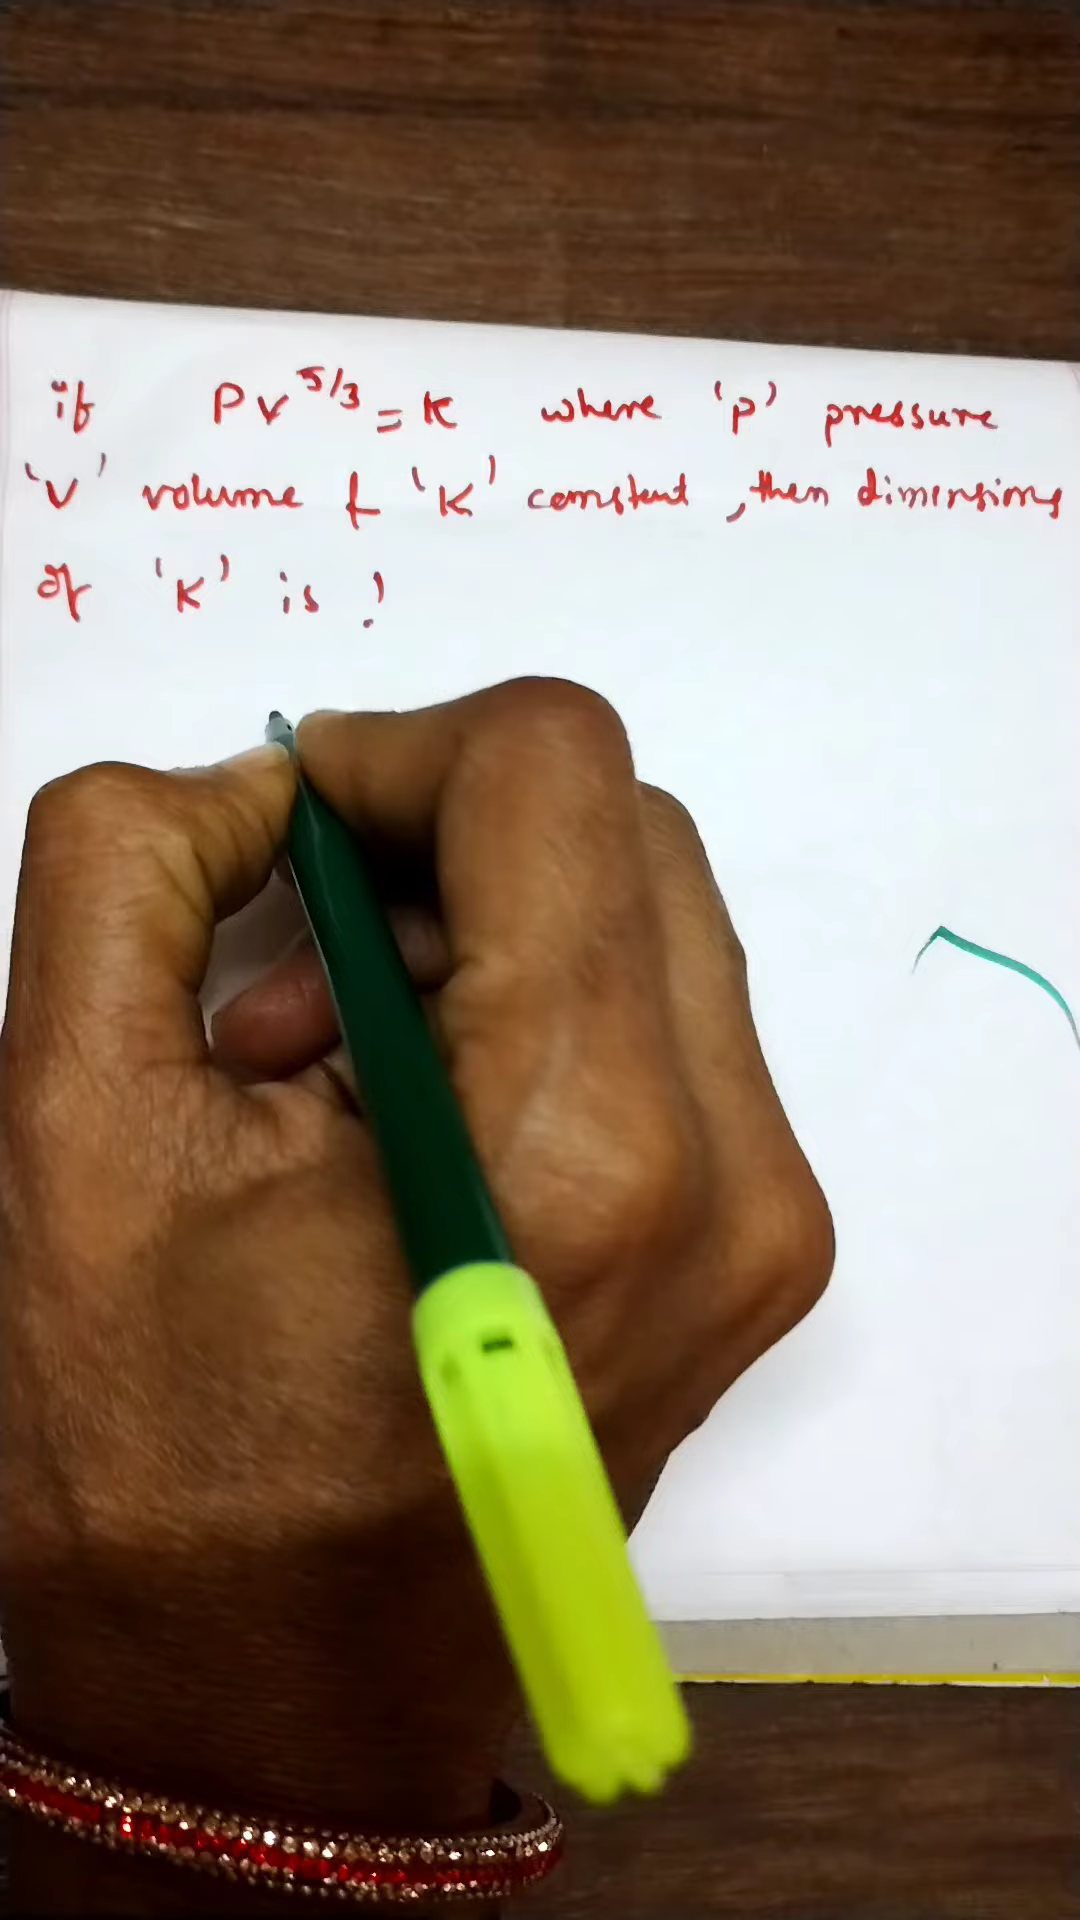 if PV^5/3 = K where 'P' pressure
'V' volume & 'K' constant, then dimensions
of 'K' is ?